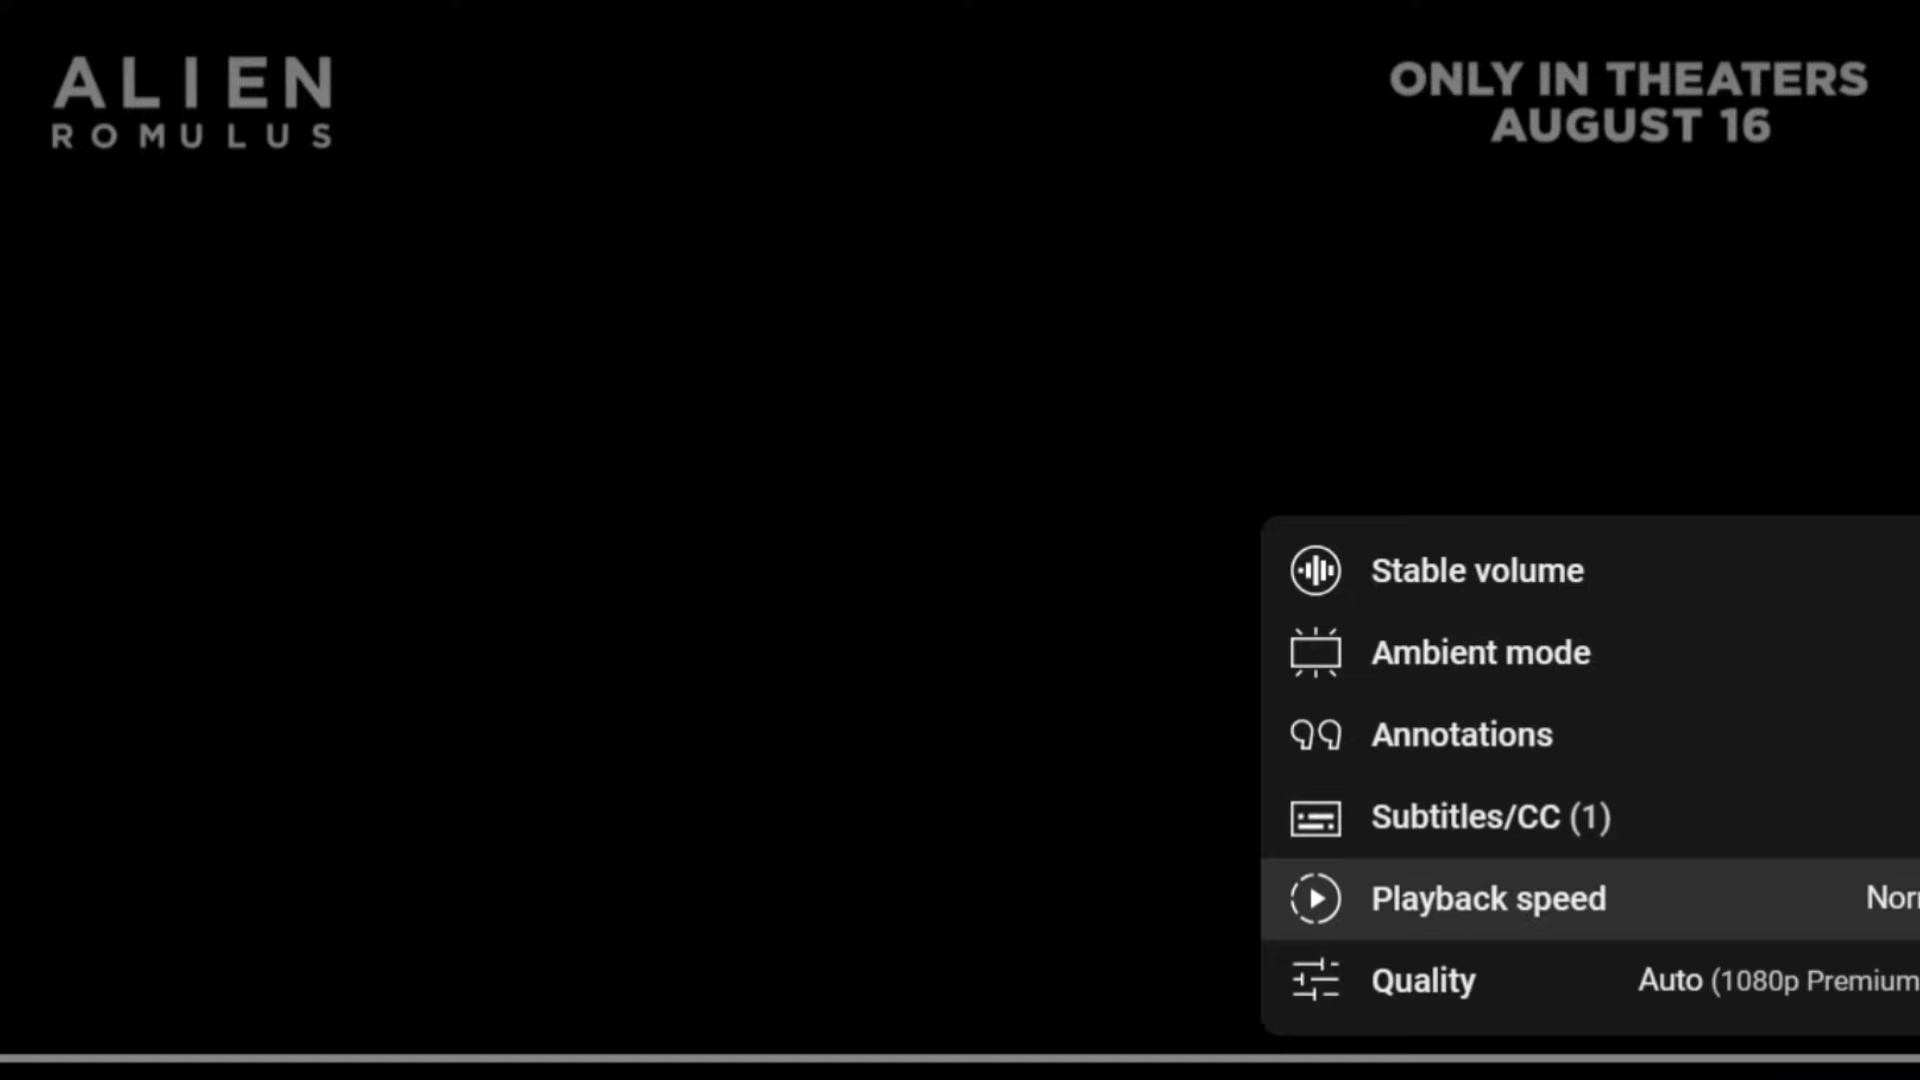 ALIEN
ROMULUS
ONLY IN THEATERS
AUGUST 16
Stable volume
Ambient mode
Annotations
Subtitles/CC (1)
Playback speed
Quality Auto (1080p Premium